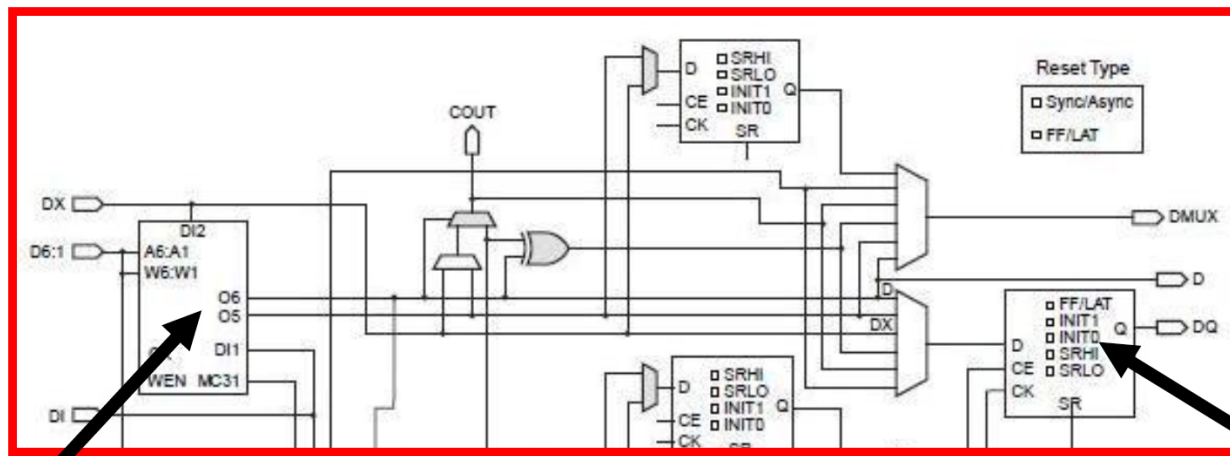 D
SRHI
SRLO
INIT1
INIT0
Q
CE
CK
SR
Reset Type
Sync/Async
FF/LAT
COUT
DX
D6:1
DI2
A6:A1
W6:W1
O6
O5
DI1
WEN MC31
DI
DMUX
D
D
DX
DQ
D
FF/LAT
INIT1
INIT0
SRHI
SRLO
Q
CE
CK
SR
D
SRHI
SRLO
INIT1
INIT0
Q
CE
CK